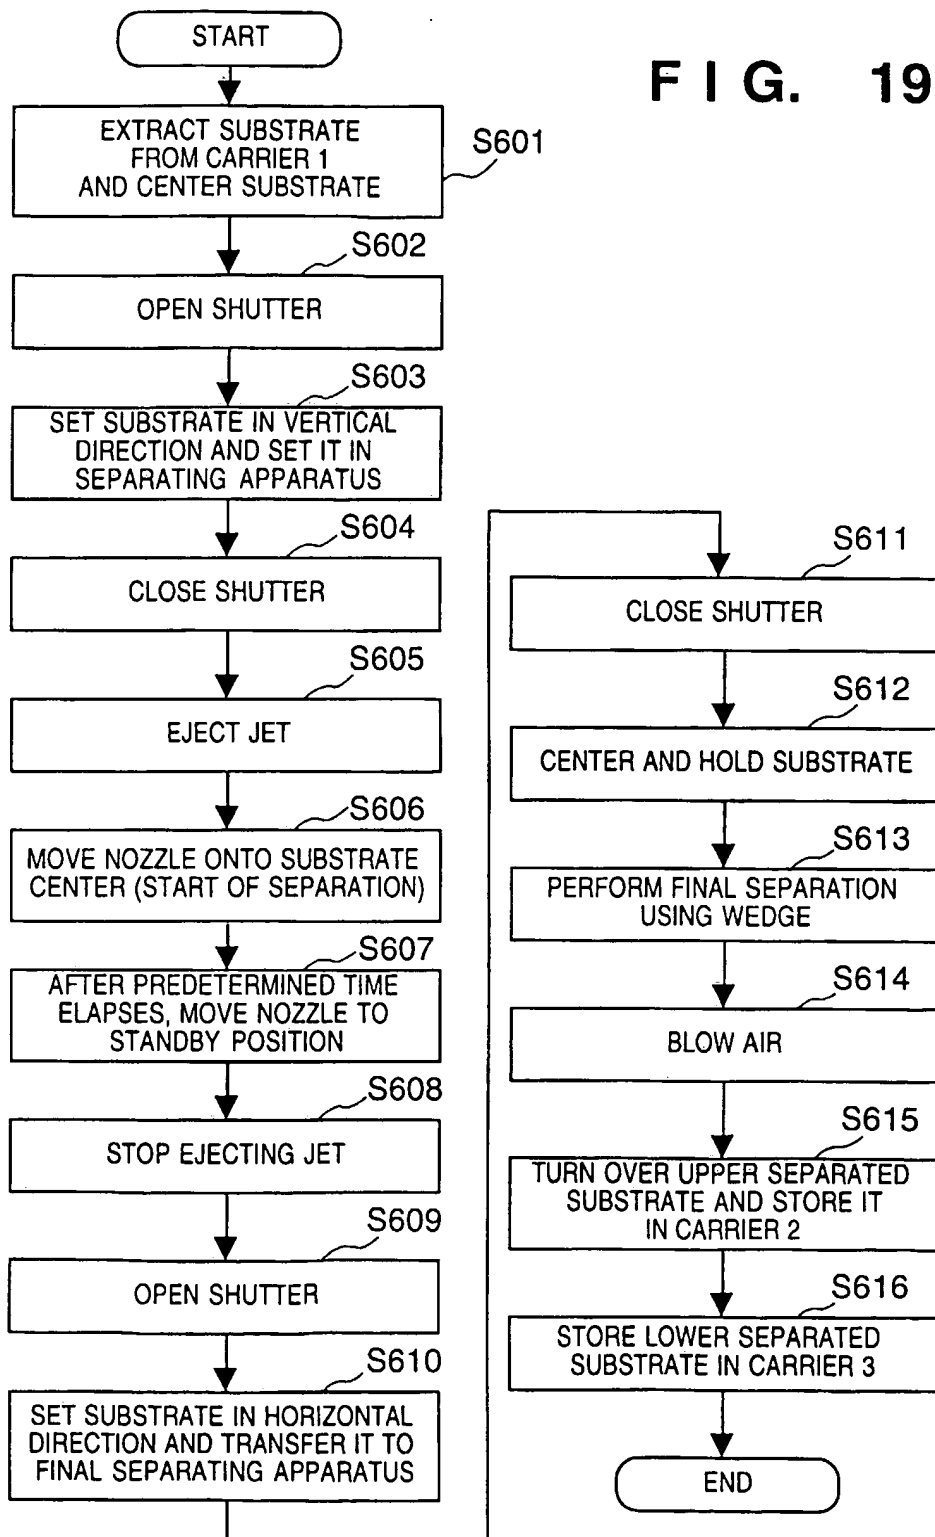 FIG. 19
START
EXTRACT SUBSTRATE
FROM CARRIER 1
AND CENTER SUBSTRATE
S601
S602
OPEN SHUTTER
S603
SET SUBSTRATE IN VERTICAL
DIRECTION AND SET IT IN
SEPARATING APPARATUS
S604
CLOSE SHUTTER
S605
EJECT JET
S606
MOVE NOZZLE ONTO SUBSTRATE
CENTER (START OF SEPARATION)
S607
AFTER PREDETERMINED TIME
ELAPSES, MOVE NOZZLE TO
STANDBY POSITION
S608
STOP EJECTING JET
S609
OPEN SHUTTER
S610
SET SUBSTRATE IN HORIZONTAL
DIRECTION AND TRANSFER IT TO
FINAL SEPARATING APPARATUS
S611
CLOSE SHUTTER
S612
CENTER AND HOLD SUBSTRATE
S613
PERFORM FINAL SEPARATION
USING WEDGE
S614
BLOW AIR
S615
TURN OVER UPPER SEPARATED
SUBSTRATE AND STORE IT
IN CARRIER 2
S616
STORE LOWER SEPARATED
SUBSTRATE IN CARRIER 3
END